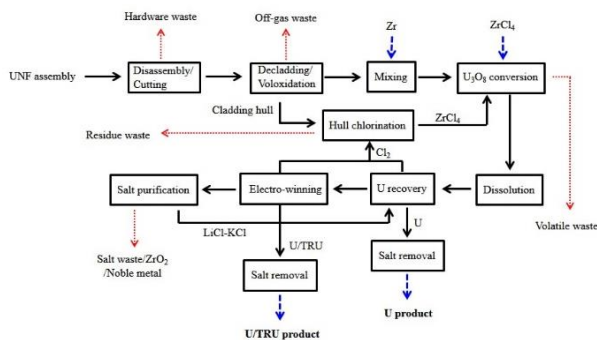 Hardware waste
Off-gas waste
Zr
ZrCl₄
UNF assembly
Disassembly/
Cutting
Decladding/
Voloxidation
Mixing
U₃O₈ conversion
Cladding hull
Hull chlorination
ZrCl₄
Residue waste
Cl₂
Salt purification
Electro-winning
U recovery
Dissolution
LiCl-KCl
U
Volatile waste
Salt waste/ZrO₂
/Noble metal
U/TRU
Salt removal
Salt removal
U/TRU product
U product